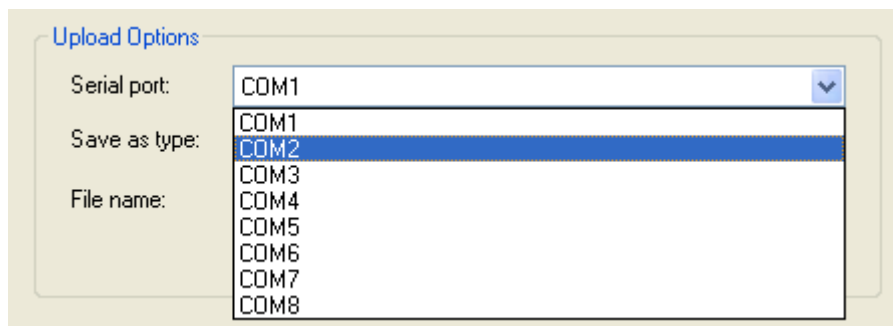 Upload Options
Serial port: COM1
COM1
Save as type:
COM2
COM3
File name:
COM4
COM5
COM6
COM7
COM8